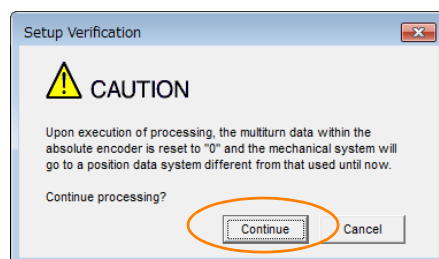 Setup Verification
CAUTION
Upon execution of processing, the multiturn data within the
absolute encoder is reset to "0" and the mechanical system will
go to a position data system different from that used until now.
Continue processing?
Continue Cancel